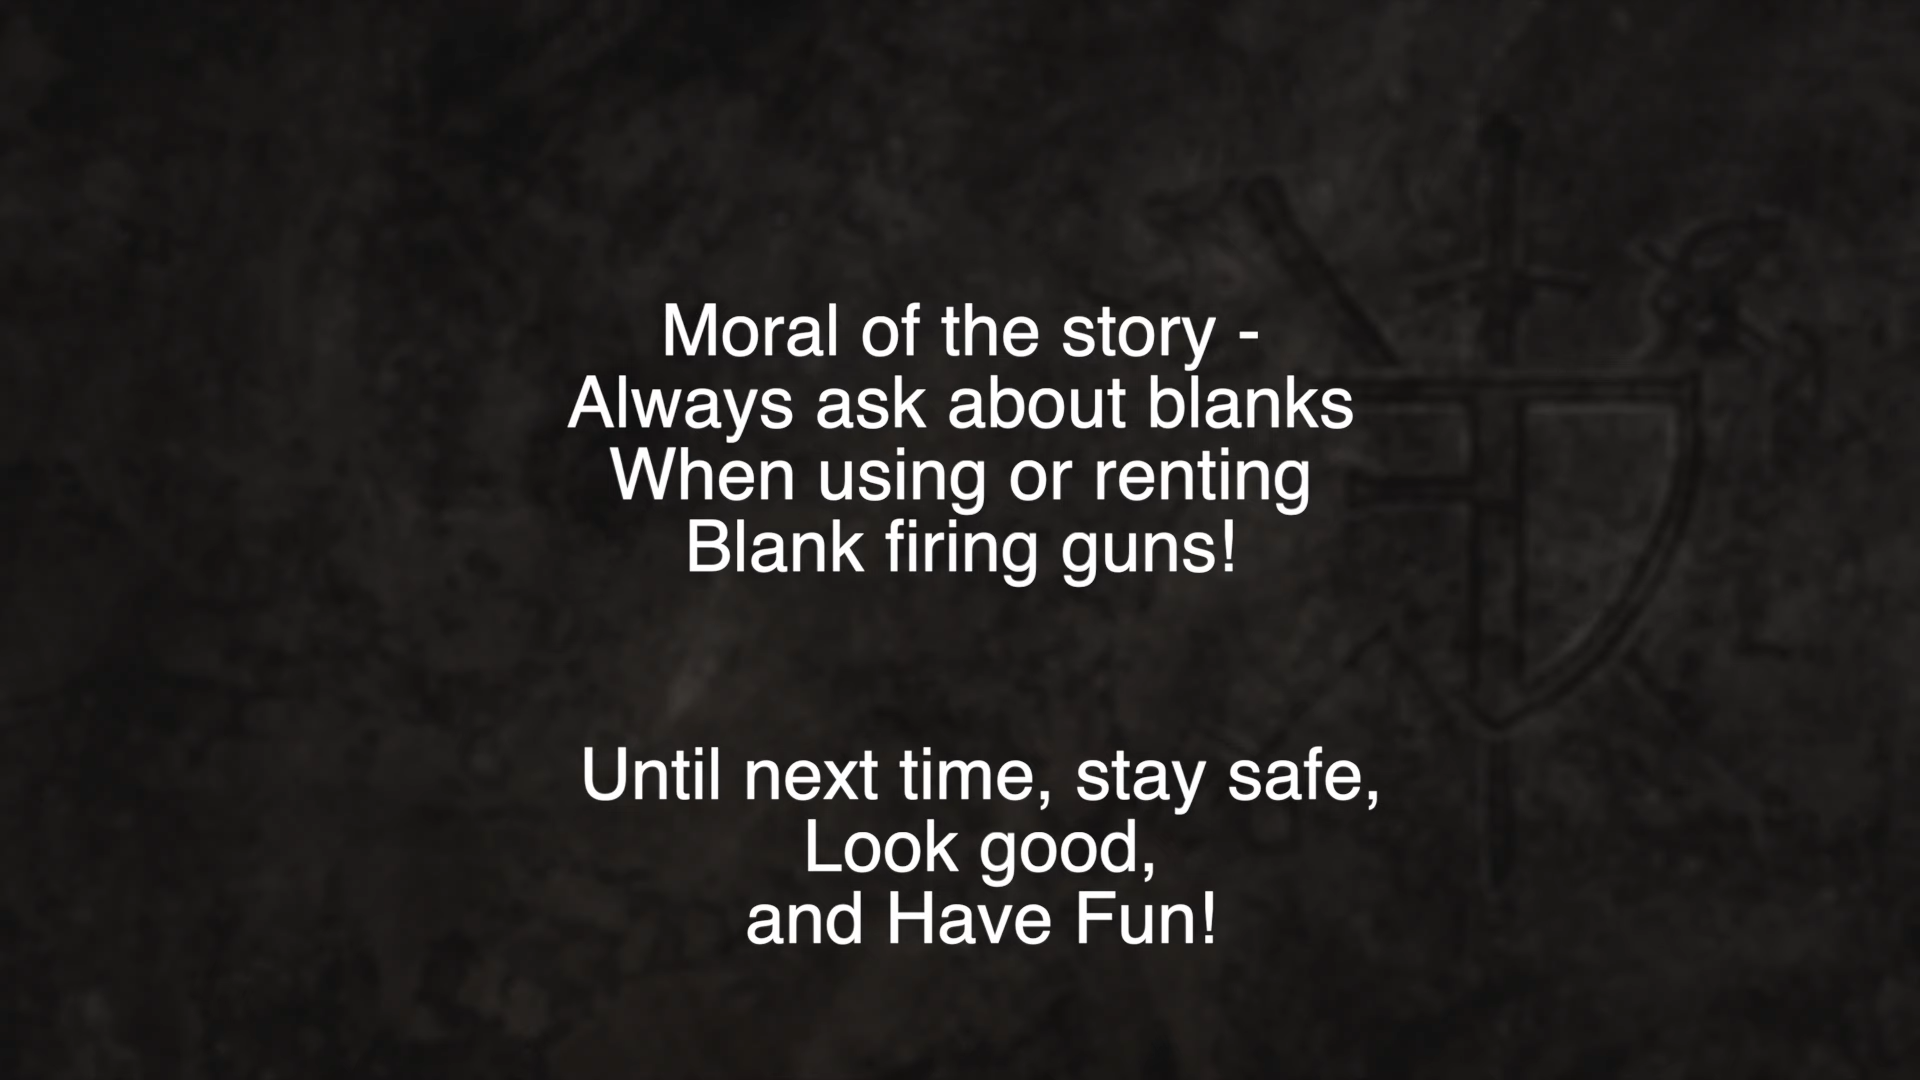 Moral of the story -
Always ask about blanks
When using or renting
Blank firing guns!
Until next time, stay safe,
Look good,
and Have Fun!